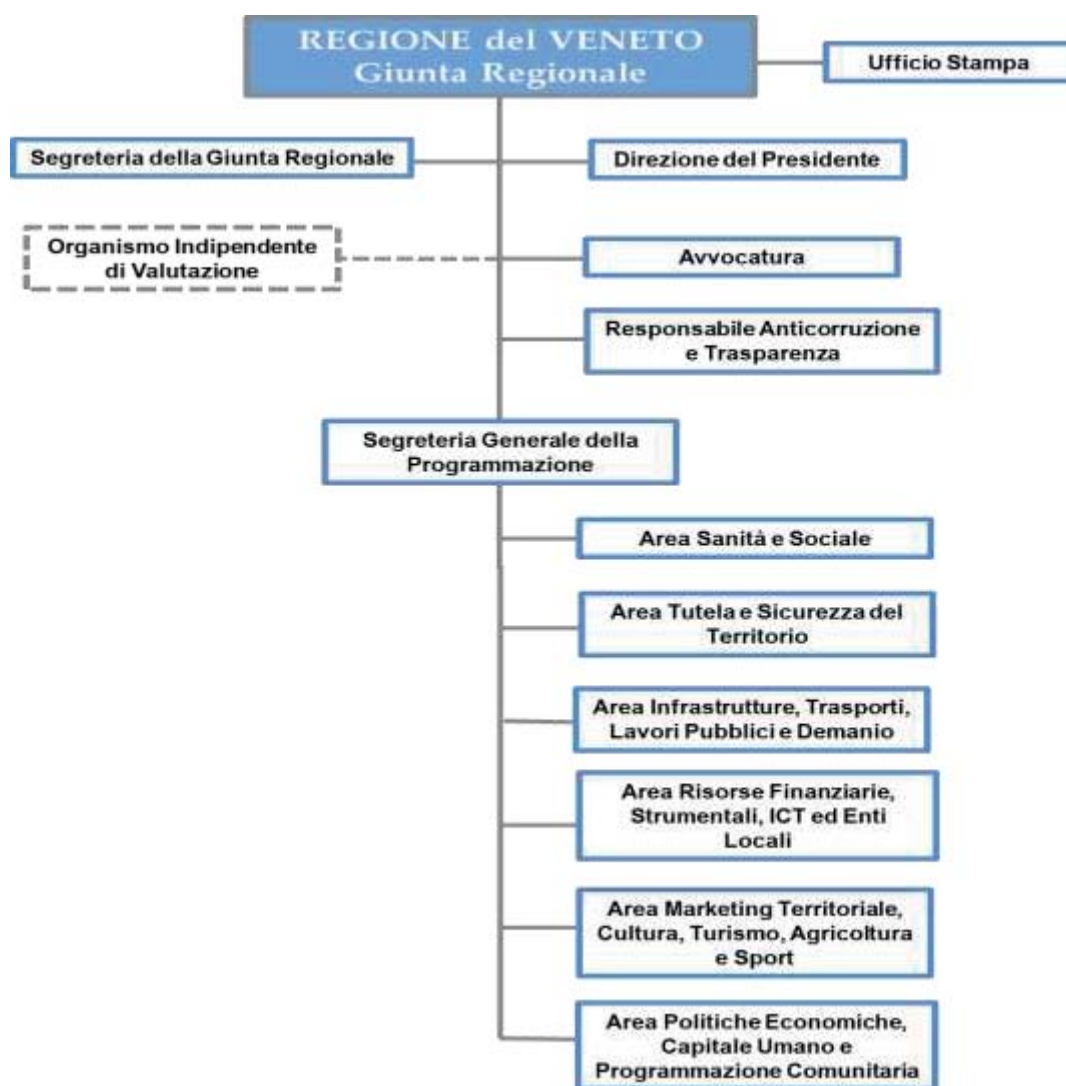 REGIONE del VENETO
Giunta Regionale
Ufficio Stampa
Segreteria della Giunta Regionale
Direzione del Presidente
Organismo Indipendente
di Valutazione
Avvocatura
Responsabile Anticorruzione
e Trasparenza
Segreteria Generale della
Programmazione
Area Sanità e Sociale
Area Tutela e Sicurezza del
Territorio
Area Infrastrutture, Trasporti,
Lavori Pubblici e Demanio
Area Risorse Finanziarie,
Strumentali, ICT ed Enti
Locali
Area Marketing Territoriale,
Cultura, Turismo, Agricoltura
e Sport
Area Politiche Economiche,
Capitale Umano e
Programmazione Comunitaria